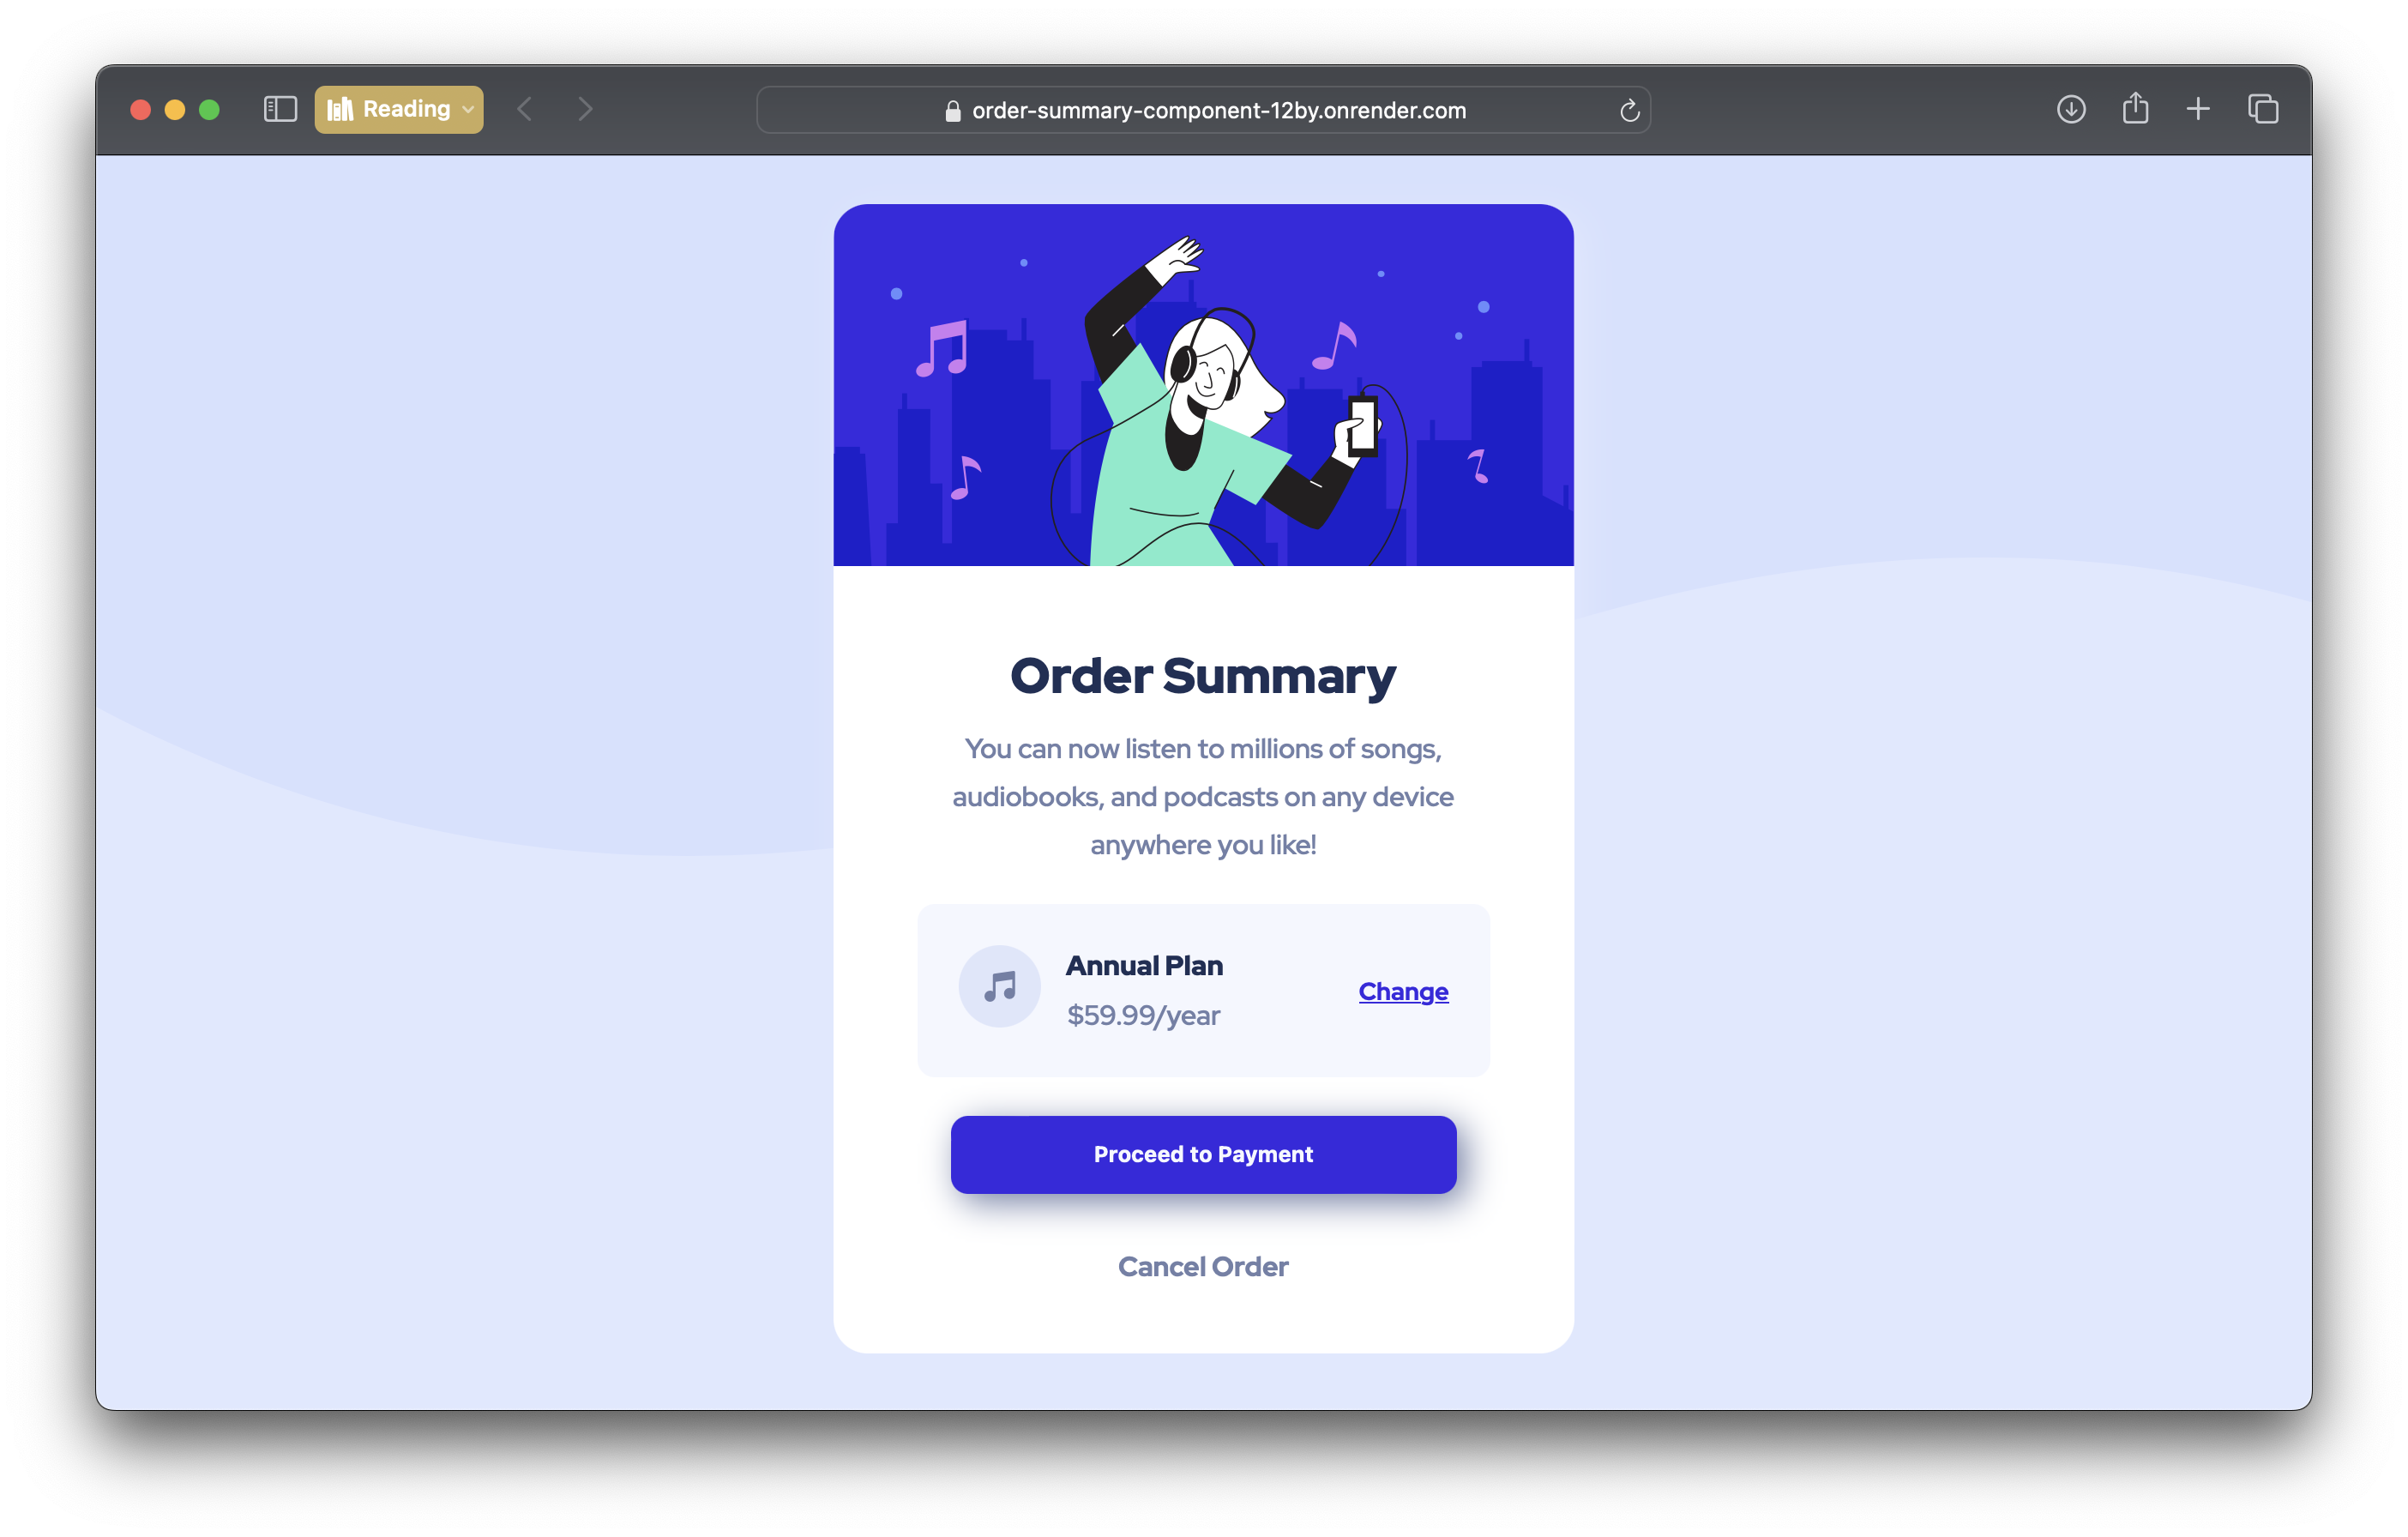 Reading
order-summary-component-12by.onrender.com
Order Summary
You can now listen to millions of songs,
audiobooks, and podcasts on any device
anywhere you like!
Annual Plan
$59.99/year
Change
Proceed to Payment
Cancel Order